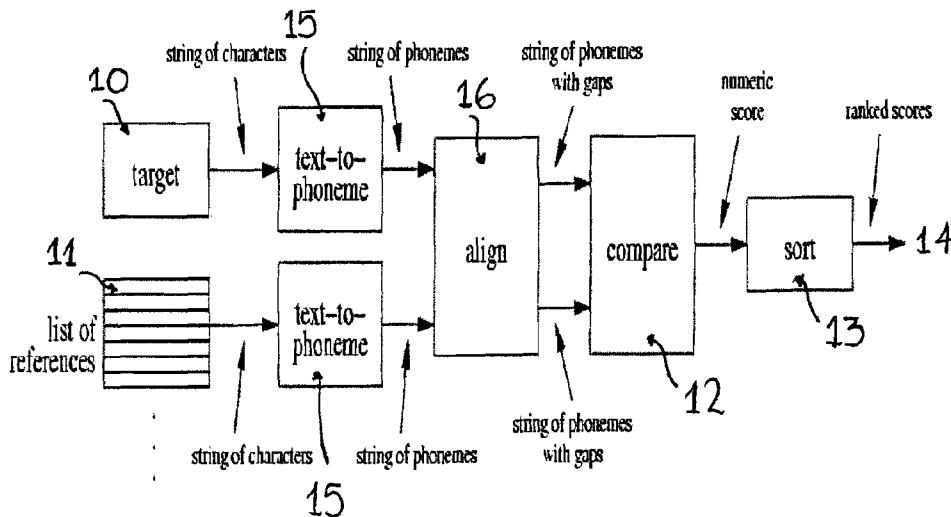 15
string of characters
string of phonemes
string of phonemes
with gaps
10
16
numeric
score
ranked scores
target
text-to-
phoneme
align
compare
sort
14
11
list of
references
text-to-
phoneme
13
12
string of characters
string of phonemes
string of phonemes
with gaps
15